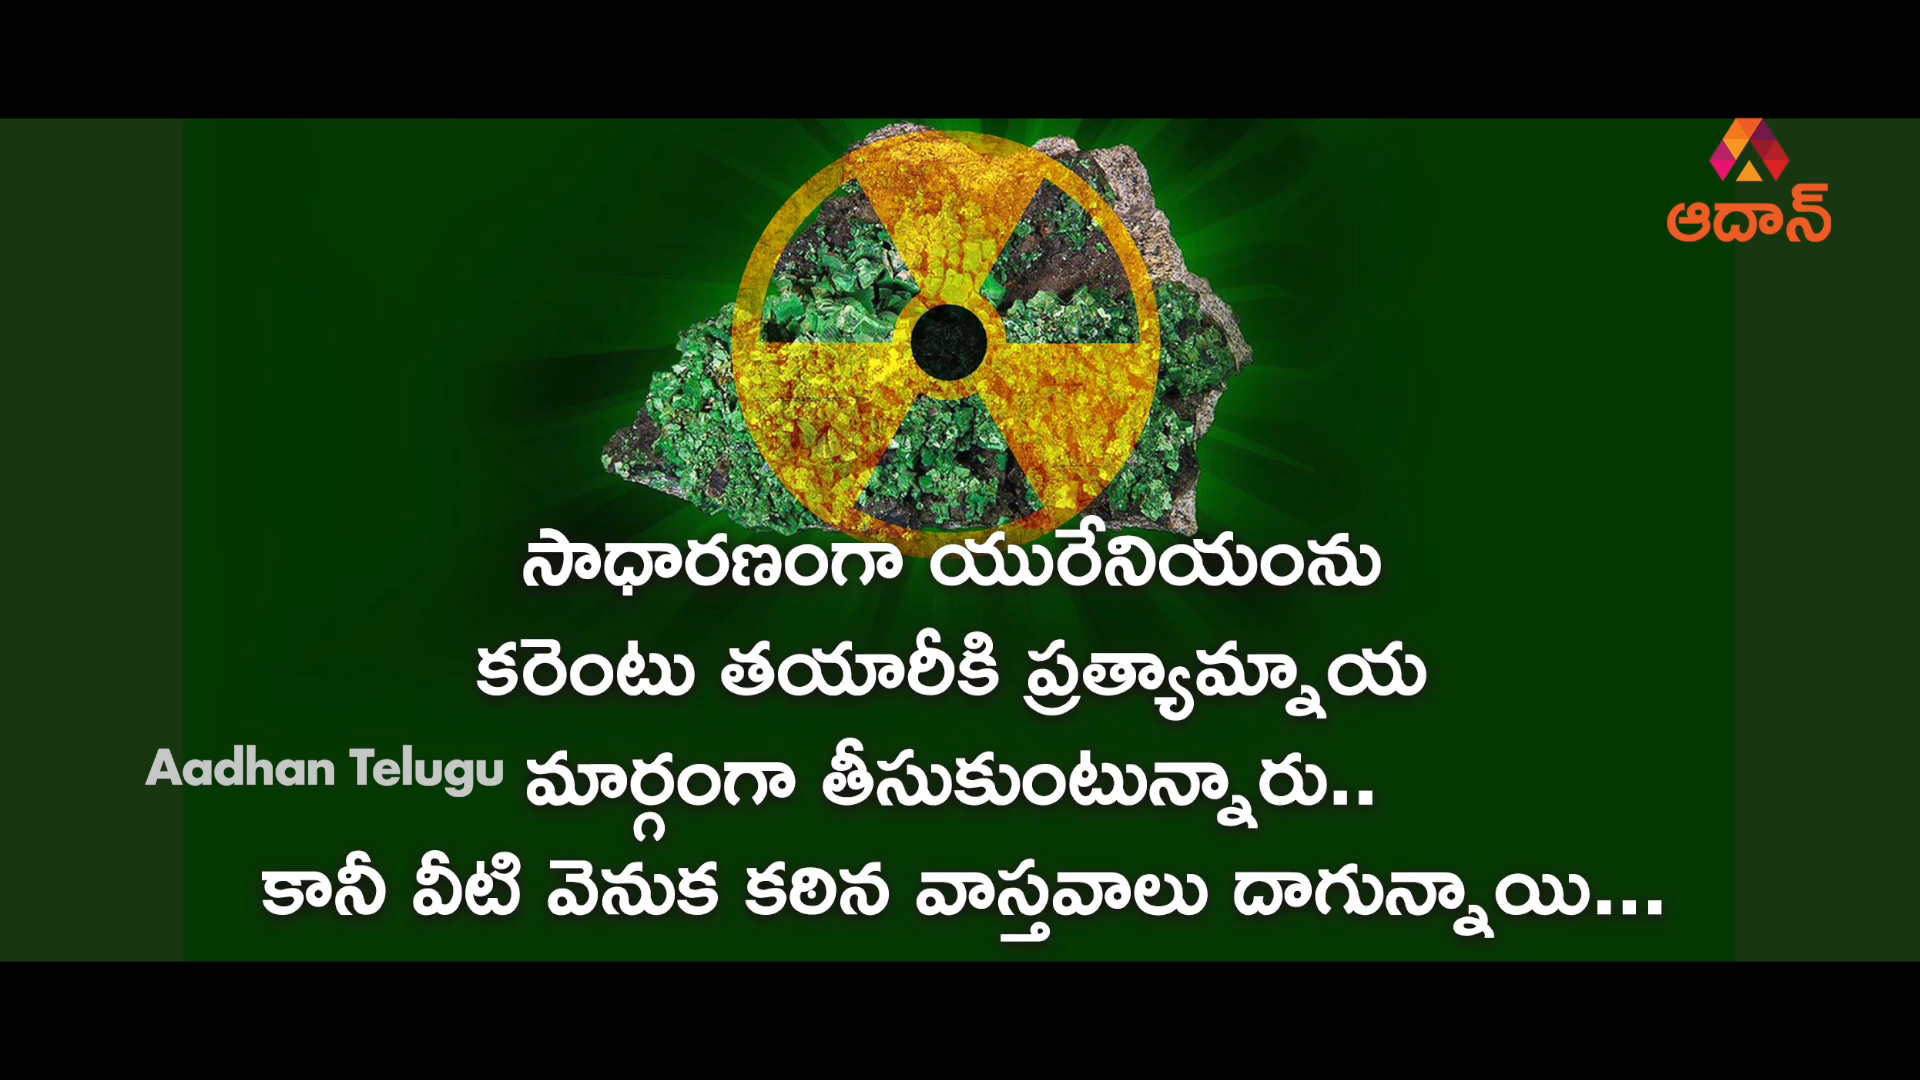 ఆదాన్
సాధారణంగా యురేనియంను
కరెంటు తయారీకి ప్రత్యామ్నాయ
మార్గంగా తీసుకుంటున్నారు..
Aadhan Telugu
కానీ వీటి వెనుక కఠిన వాస్తవాలు దాగున్నాయి...